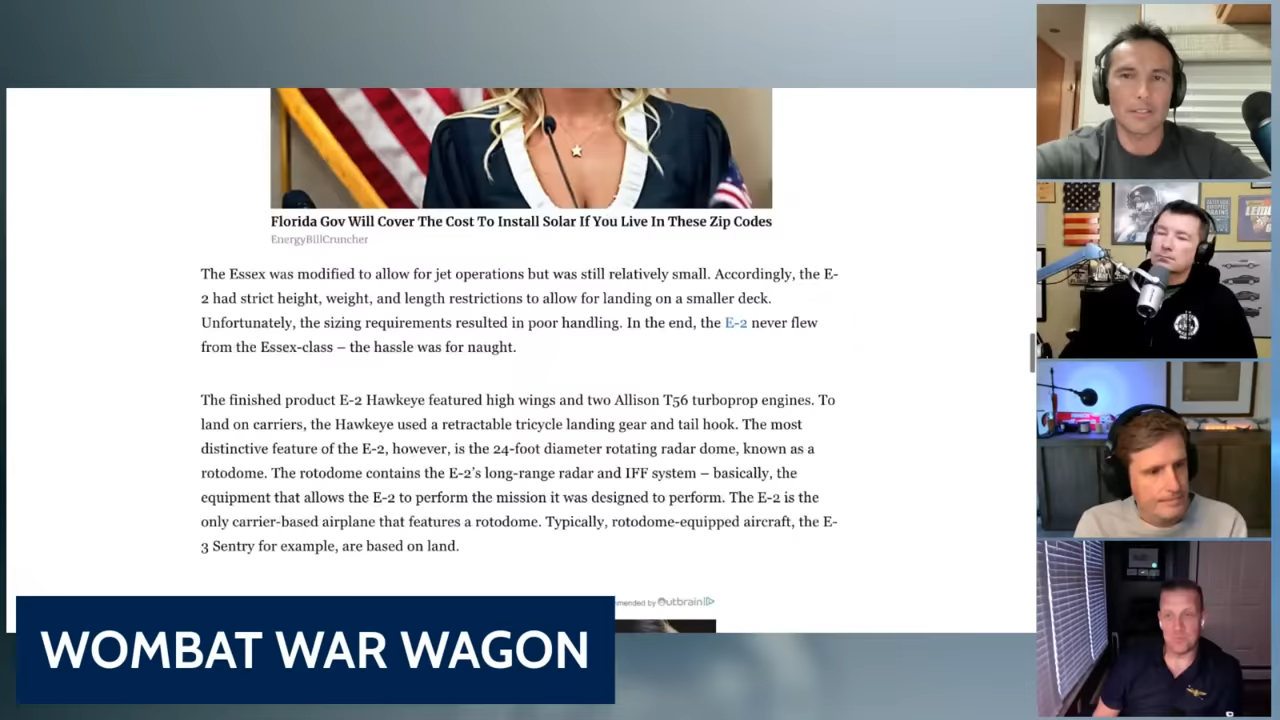 Florida Gov Will Cover The Cost To Install Solar If You Live In These Zip Codes
EnergyBillCruncher
The Essex was modified to allow for jet operations but was still relatively small. Accordingly, the E-
2 had strict height, weight, and length restrictions to allow for landing on a smaller deck.
Unfortunately, the sizing requirements resulted in poor handling. In the end, the E-2 never flew
from the Essex-class – the hassle was for naught.
The finished product E-2 Hawkeye featured high wings and two Allison T56 turboprop engines. To
land on carriers, the Hawkeye used a retractable tricycle landing gear and tail hook. The most
distinctive feature of the E-2, however, is the 24-foot diameter rotating radar dome, known as a
rotodome. The rotodome contains the E-2’s long-range radar and IFF system – basically, the
equipment that allows the E-2 to perform the mission it was designed to perform. The E-2 is the
only carrier-based airplane that features a rotodome. Typically, rotodome-equipped aircraft, the E-
3 Sentry for example, are based on land.
mended by Outbrain
WOMBAT WAR WAGON